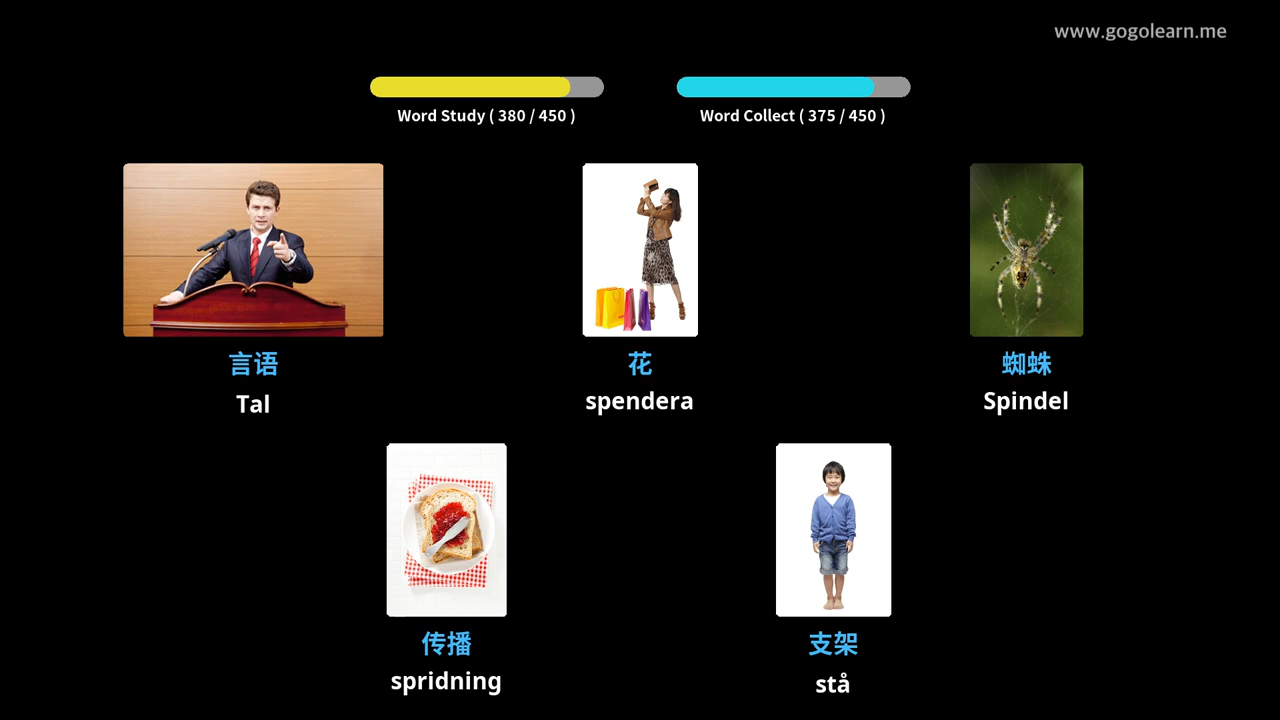 www.gogolearn.me
Word Study ( 380 / 450 )
Word Collect ( 375 / 450 )
言语
Tal
花
spendera
蜘蛛
Spindel
传播
spridning
支架
stå